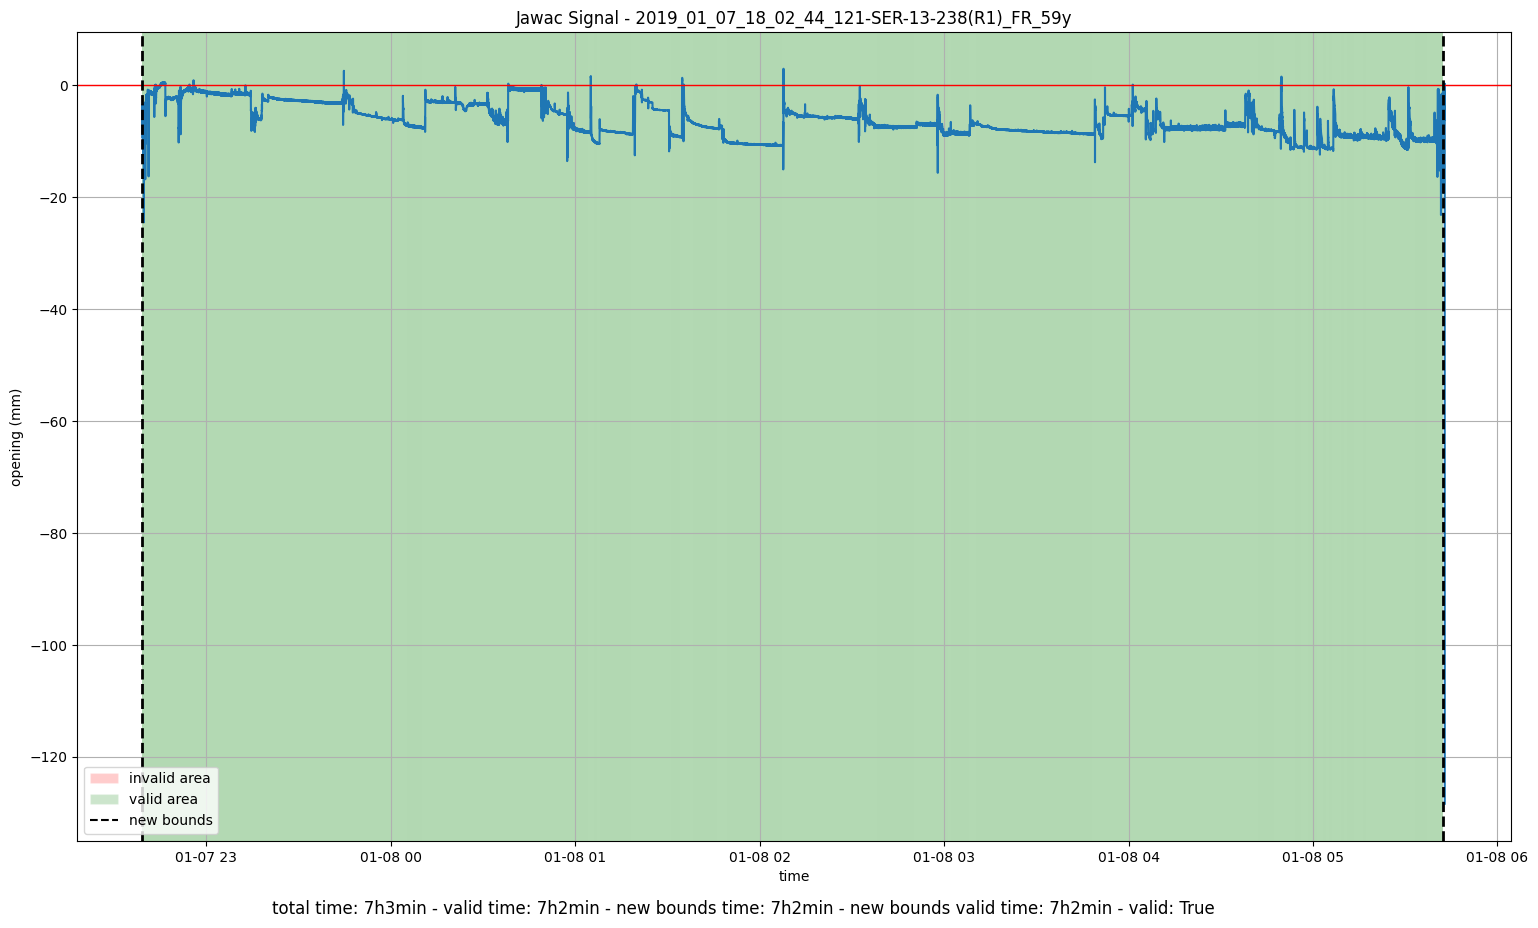 Jawac Signal - 2019_01_07_18_02_44_121-SER-13-238(R1)_FR_59y
0
−20
−40
−60
−80
−100
−120
opening (mm)
invalid area
valid area
new bounds
01-07 23
01-08 00
01-08 01
01-08 02
01-08 03
01-08 04
01-08 05
01-08 06
time
total time: 7h3min - valid time: 7h2min - new bounds time: 7h2min - new bounds valid time: 7h2min - valid: True